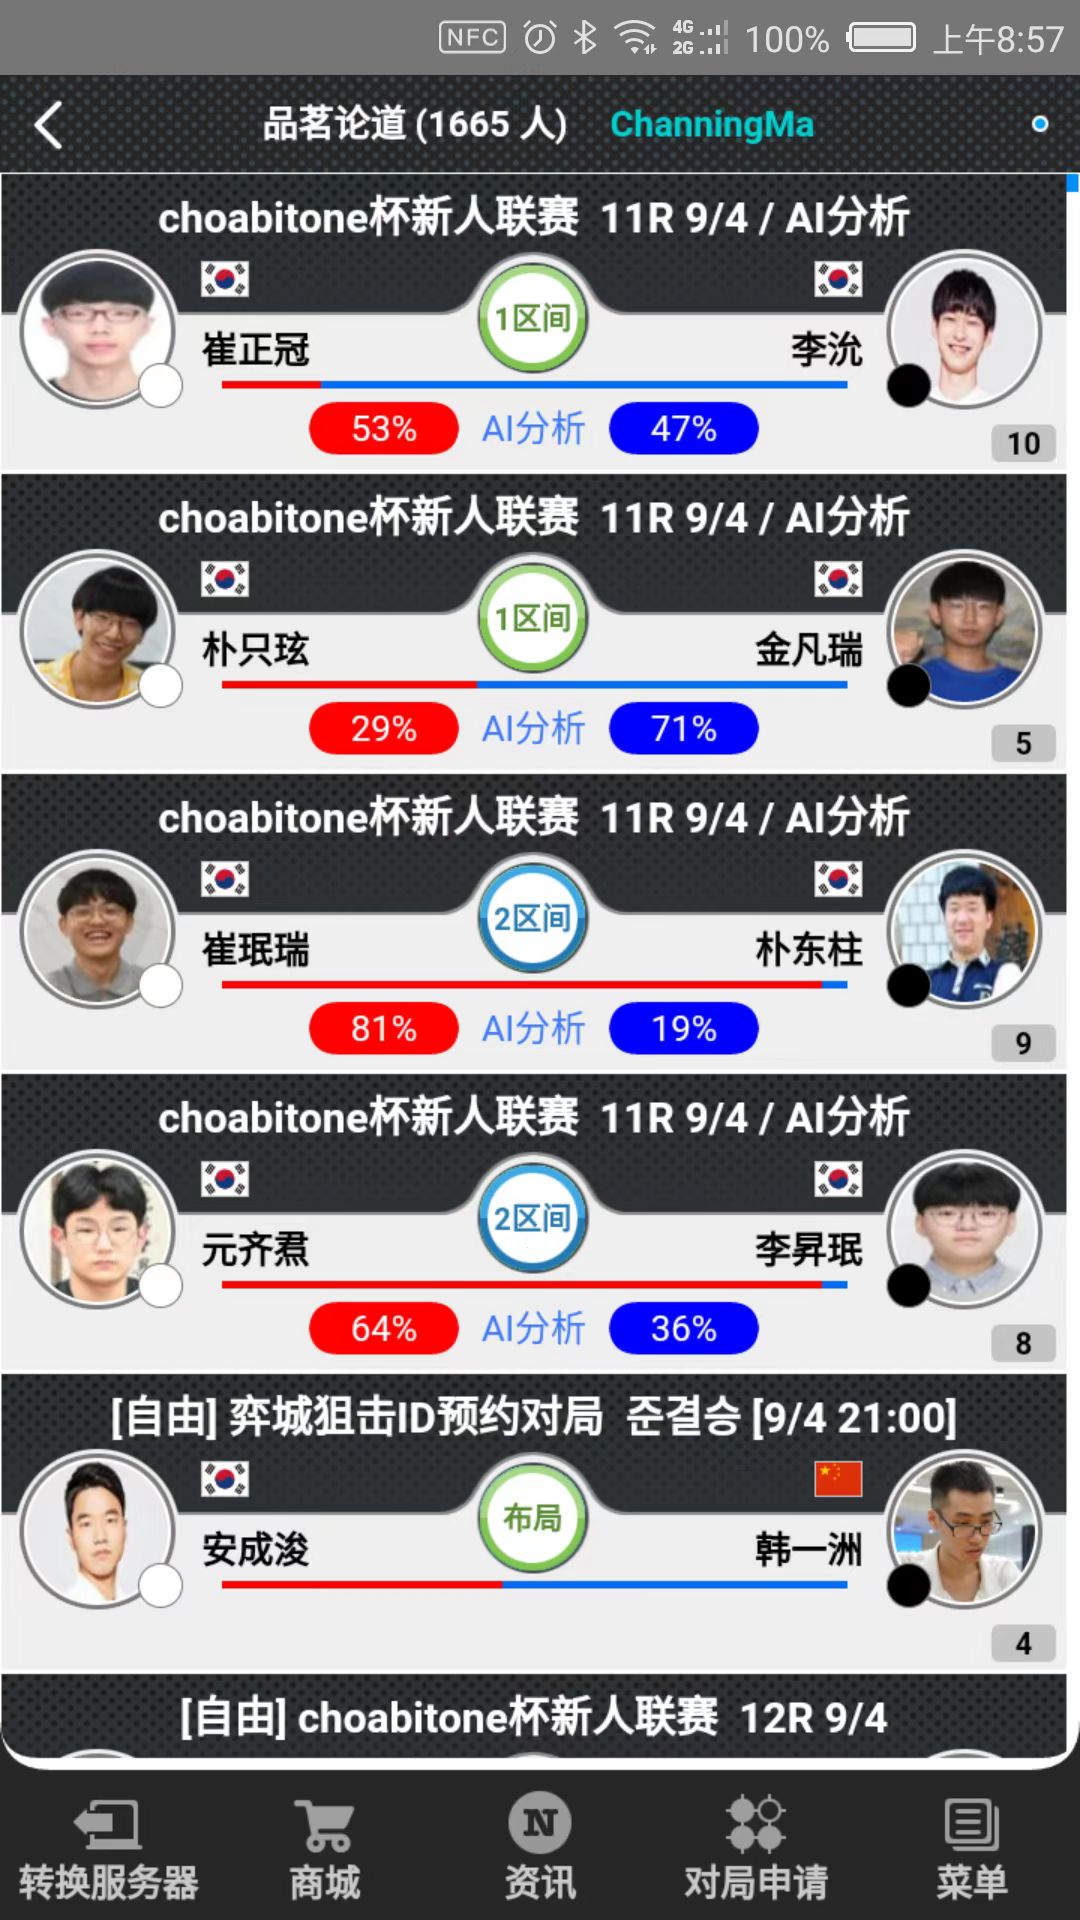 NFC 4G 2G 100% 上午8:57
品茗论道 (1665 人) ChanningMa
choabitone杯新人联赛 11R 9/4 / AI分析
1区间
崔正冠 李沇
53% AI分析 47%
10
choabitone杯新人联赛 11R 9/4 / AI分析
1区间
朴只玹 金凡瑞
29% AI分析 71%
5
choabitone杯新人联赛 11R 9/4 / AI分析
2区间
崔珉瑞 朴东柱
81% AI分析 19%
9
choabitone杯新人联赛 11R 9/4 / AI分析
2区间
元齐焄 李昇珉
64% AI分析 36%
8
[自由] 弈城狙击ID预约对局 준결승 [9/4 21:00]
布局
安成浚 韩一洲
4
[自由] choabitone杯新人联赛 12R 9/4
N
转换服务器 商城 资讯 对局申请 菜单